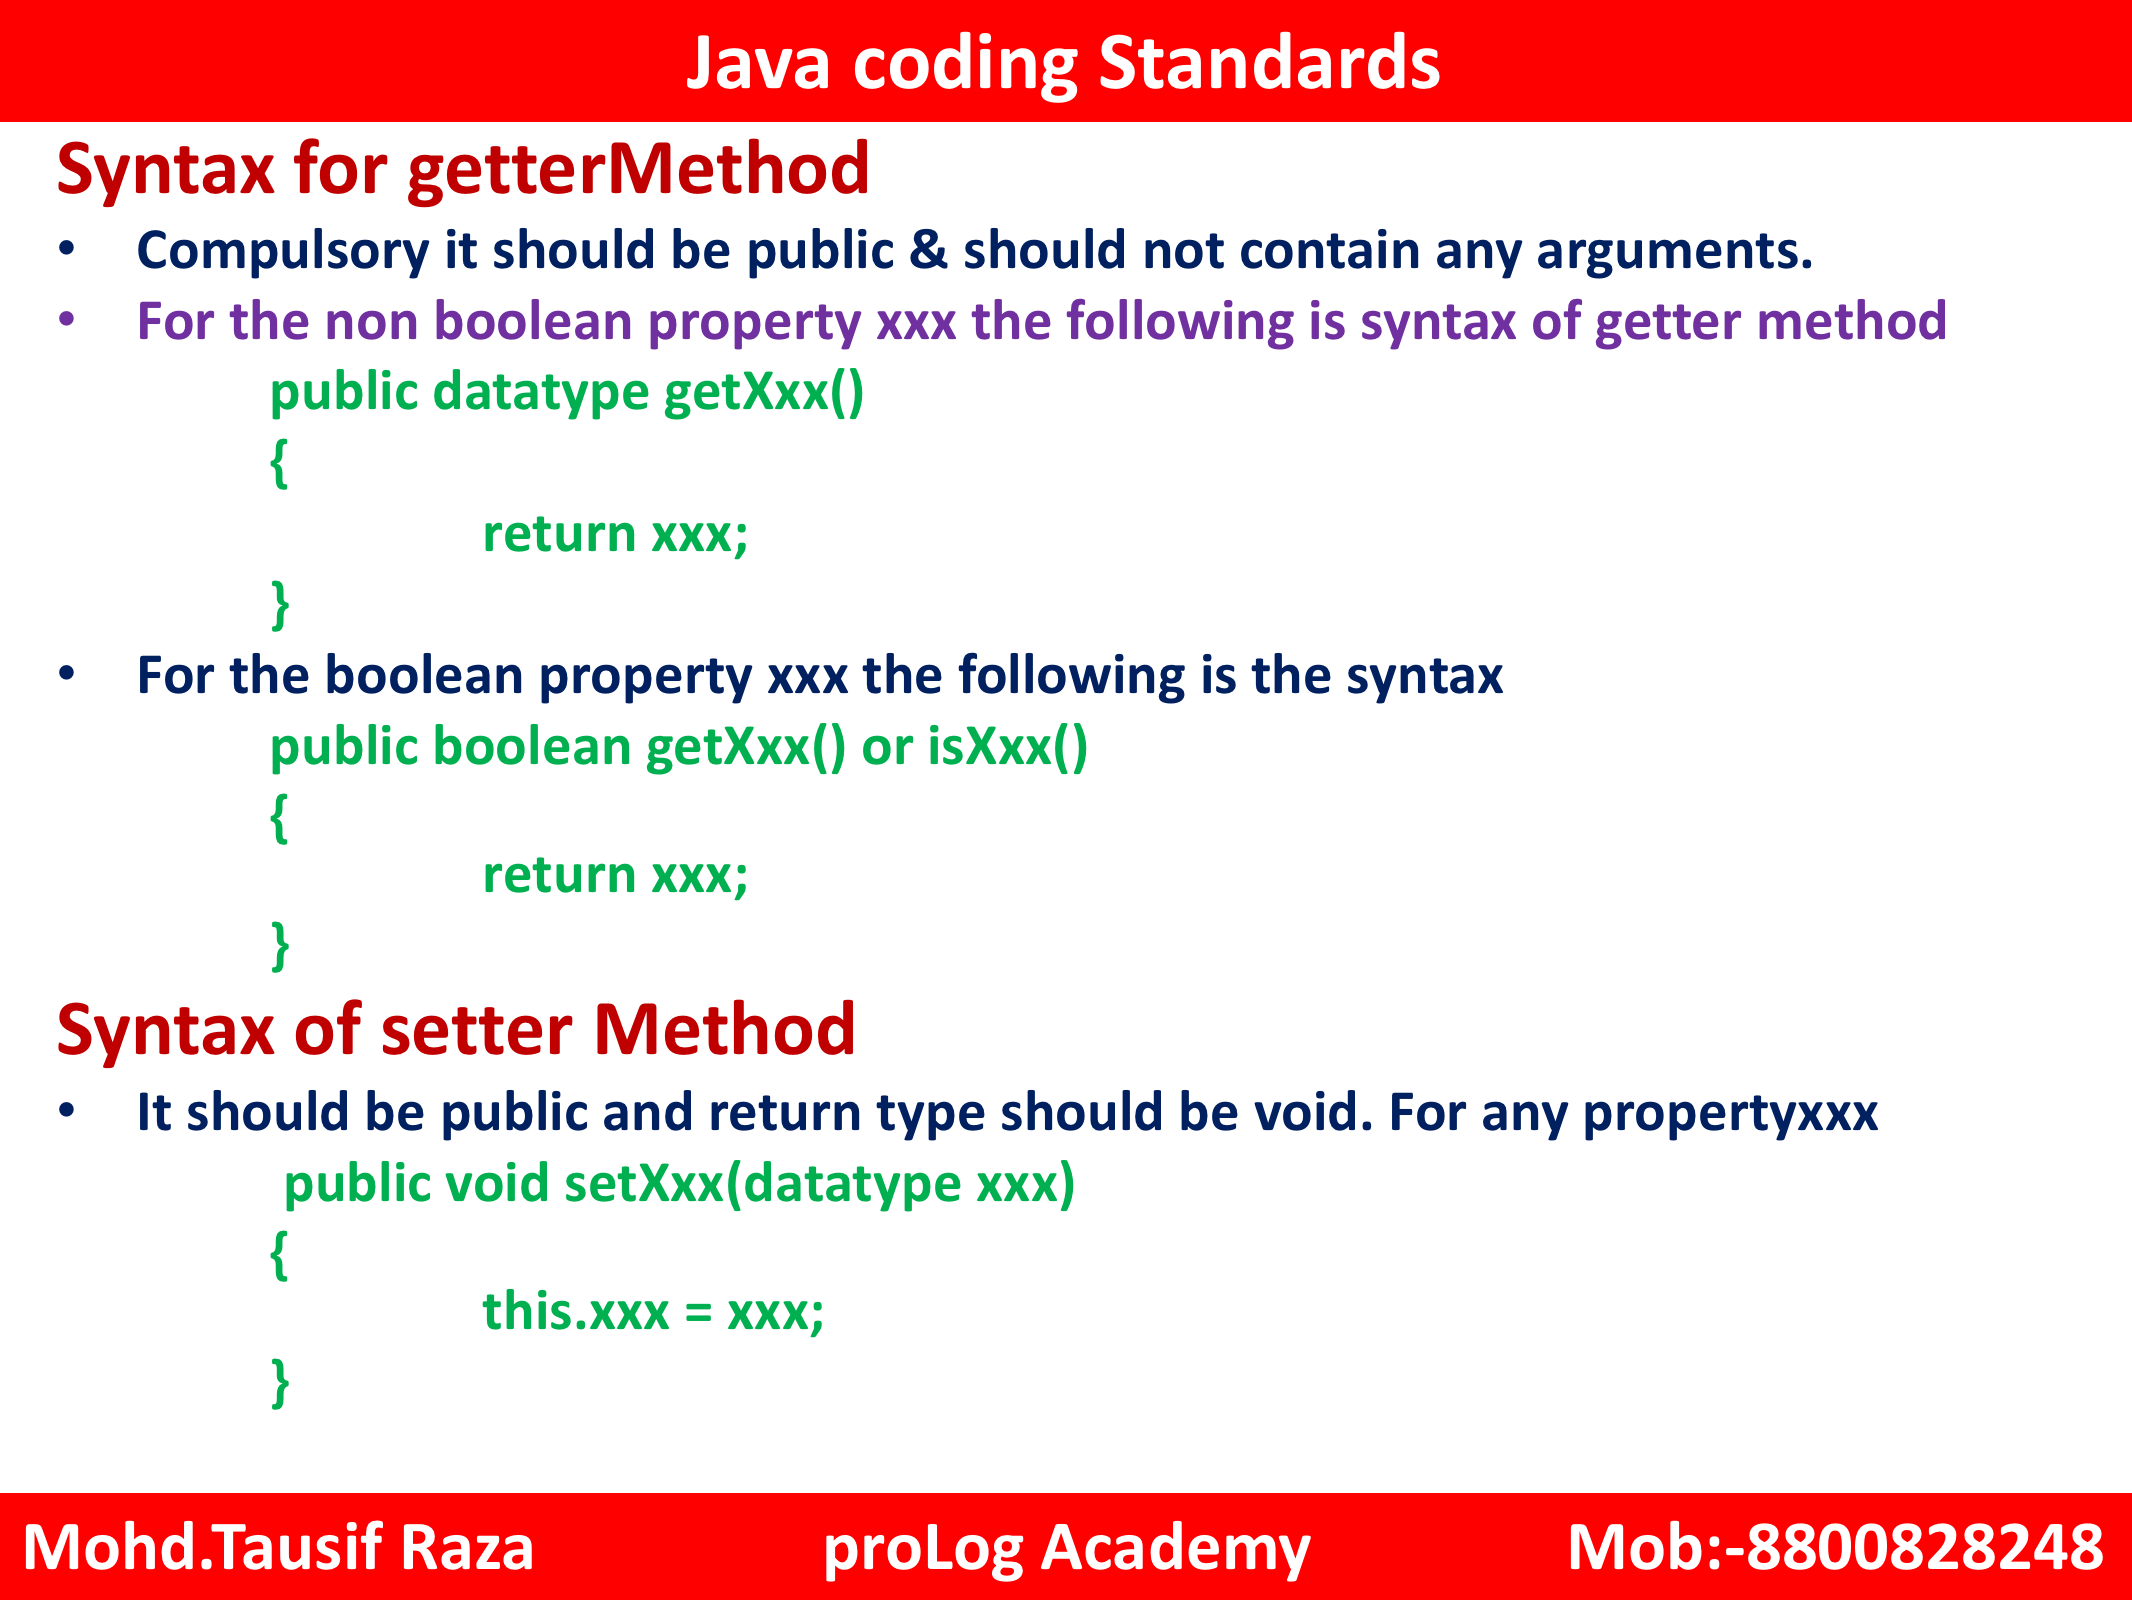 Java coding Standards
Syntax for getterMethod
• Compulsory it should be public & should not contain any arguments.
• For the non boolean property xxx the following is syntax of getter method
public datatype getXxx()
{
return xxx;
}
• For the boolean property xxx the following is the syntax
public boolean getXxx() or isXxx()
{
return xxx;
}
Syntax of setter Method
• It should be public and return type should be void. For any propertyxxx
public void setXxx(datatype xxx)
{
this.xxx = xxx;
}
Mohd.Tausif Raza proLog Academy Mob:-8800828248